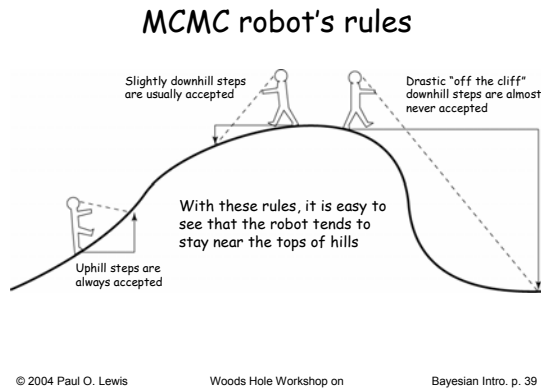 MCMC robot's rules
Slightly downhill steps
are usually accepted
Drastic “off the cliff”
downhill steps are almost
never accepted
With these rules, it is easy to
see that the robot tends to
stay near the tops of hills
Uphill steps are
always accepted
© 2004 Paul O. Lewis
Woods Hole Workshop on
Bayesian Intro. p. 39